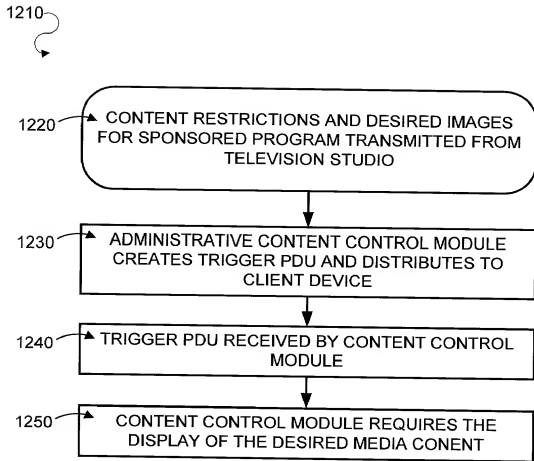 1210
1220
CONTENT RESTRICTIONS AND DESIRED IMAGES
FOR SPONSORED PROGRAM TRANSMITTED FROM
TELEVISION STUDIO
1230
ADMINISTRATIVE CONTENT CONTROL MODULE
CREATES TRIGGER PDU AND DISTRIBUTES TO
CLIENT DEVICE
1240
TRIGGER PDU RECEIVED BY CONTENT CONTROL
MODULE
1250
CONTENT CONTROL MODULE REQUIRES THE
DISPLAY OF THE DESIRED MEDIA CONENT